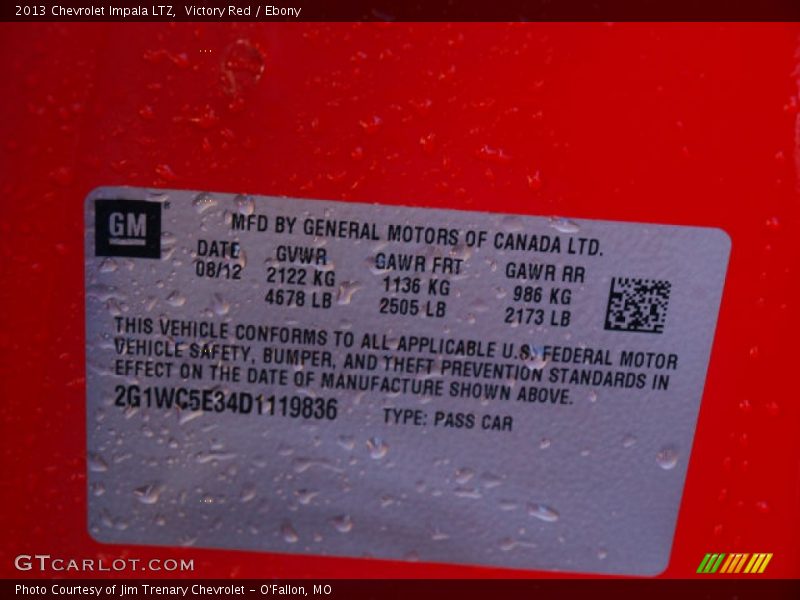 2013 Chevrolet Impala LTZ, Victory Red / Ebony
GM
MFD BY GENERAL MOTORS OF CANADA LTD.
DATE GVWR GAWR FRT GAWR RR
08/12 2122 KG 1136 KG 986 KG
4678 LB 2505 LB 2173 LB
THIS VEHICLE CONFORMS TO ALL APPLICABLE U.S. FEDERAL MOTOR
VEHICLE SAFETY, BUMPER, AND THEFT PREVENTION STANDARDS IN
EFFECT ON THE DATE OF MANUFACTURE SHOWN ABOVE.
2G1WC5E34D1119836 TYPE: PASS CAR
GTCARLOT.COM
Photo Courtesy of Jim Trenary Chevrolet - O'Fallon, MO